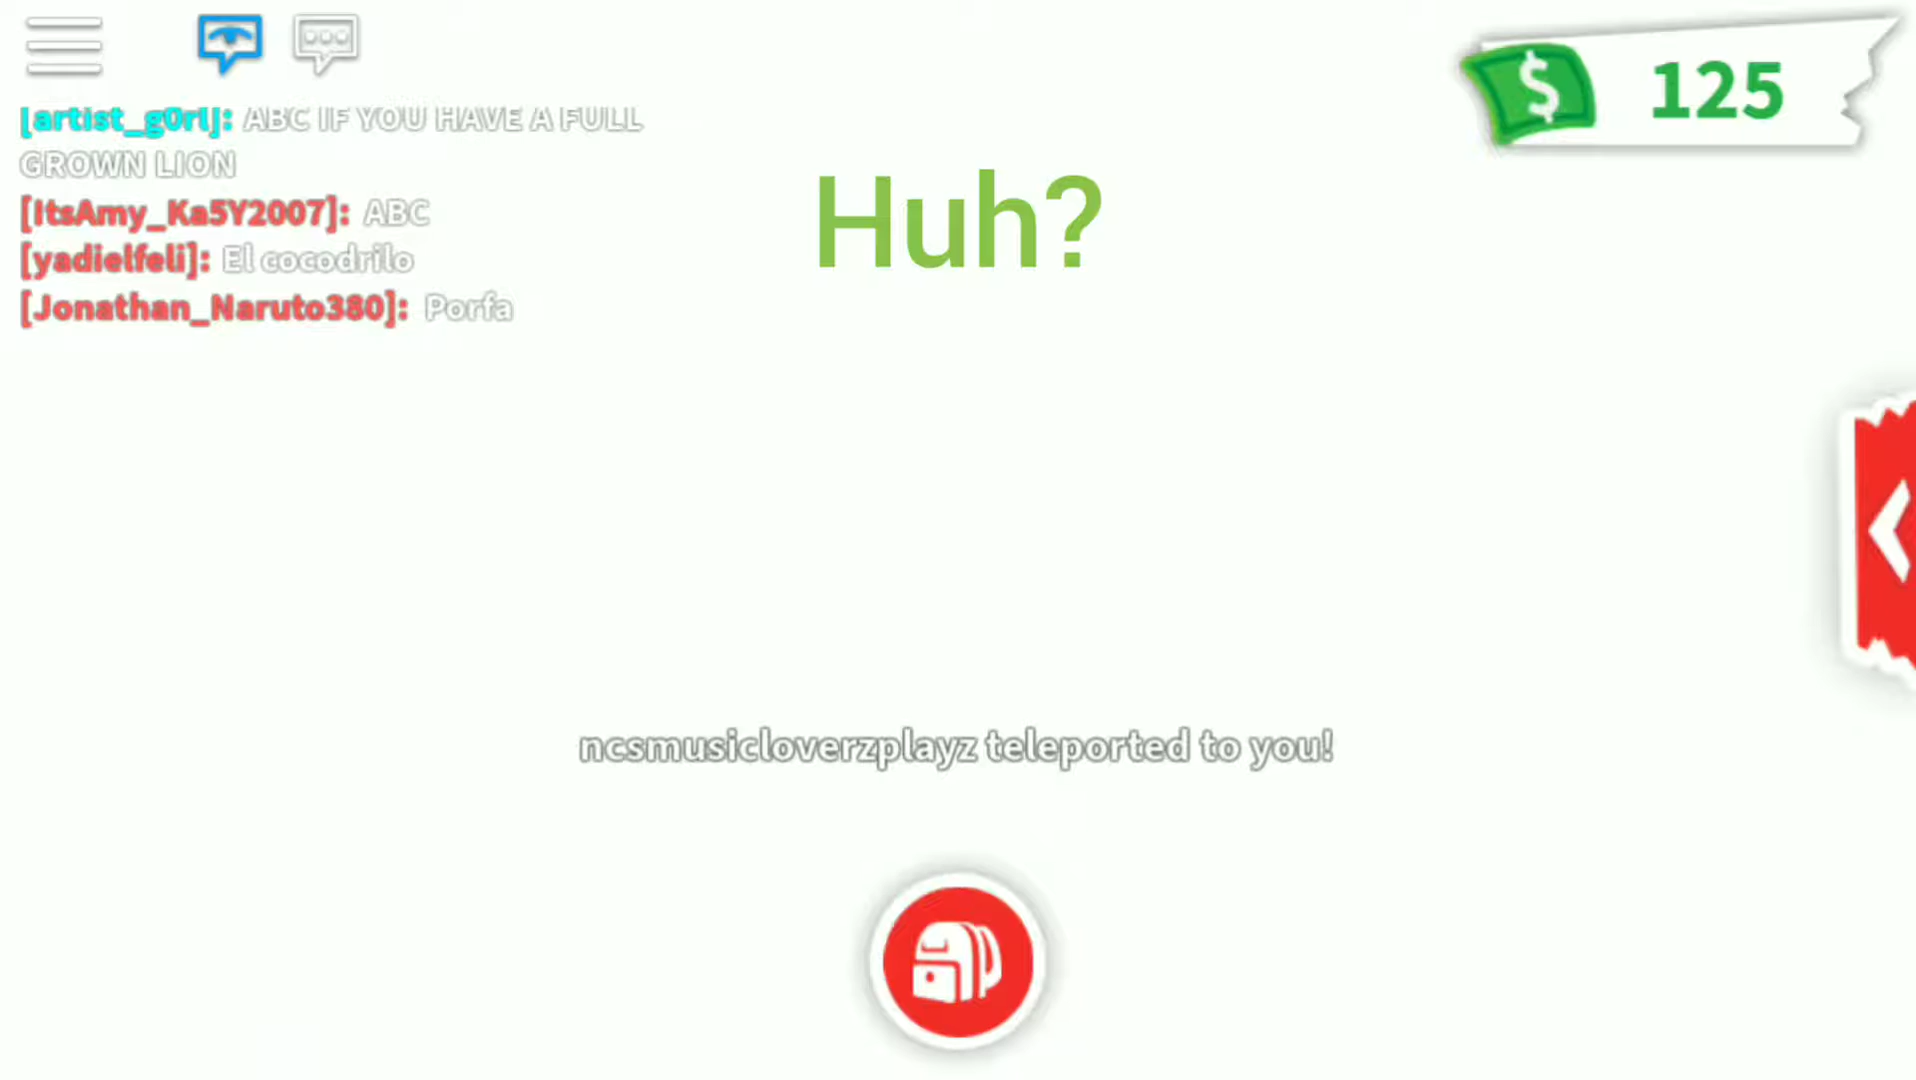 [artist_g0rl]: ABC IF YOU HAVE A FULL
GROWN LION
[ItsAmy_Ka5Y2007]: ABC
[yadielfeli]: El cocodrilo
[Jonathan_Naruto380]: Porfa
125
Huh?
ncsmusicloverzplayz teleported to you!